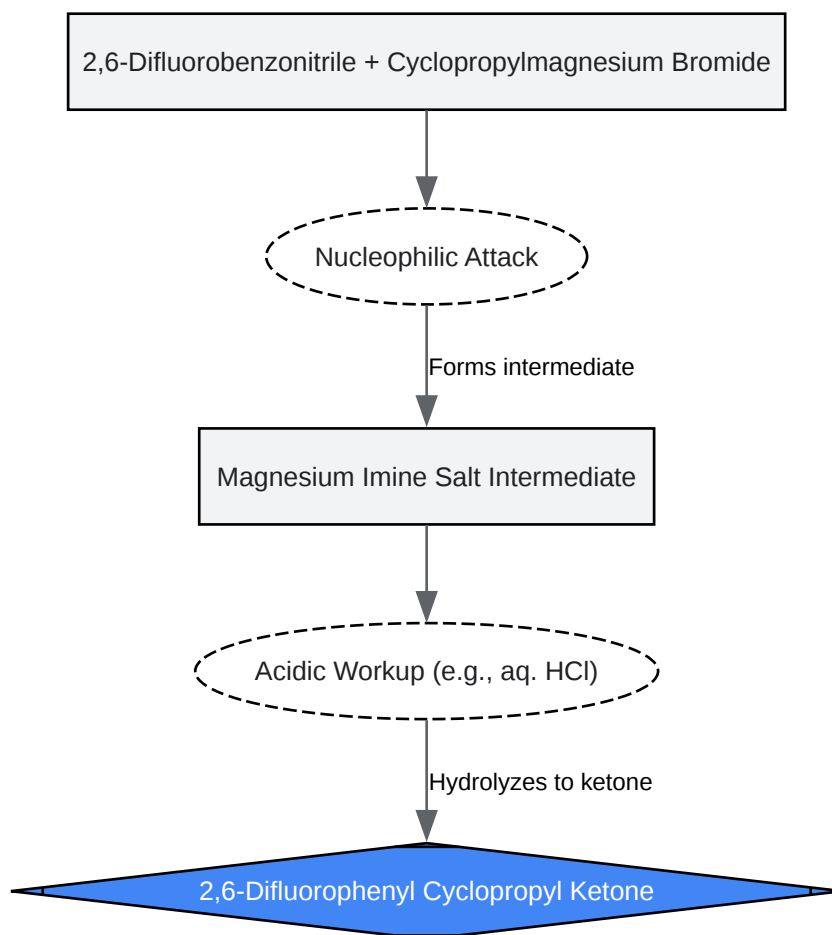 2,6-Difluorobenzonitrile + Cyclopropylmagnesium Bromide
Nucleophilic Attack
Forms intermediate
Magnesium Imine Salt Intermediate
Acidic Workup (e.g., aq. HCl)
Hydrolyzes to ketone
2,6-Difluorophenyl Cyclopropyl Ketone